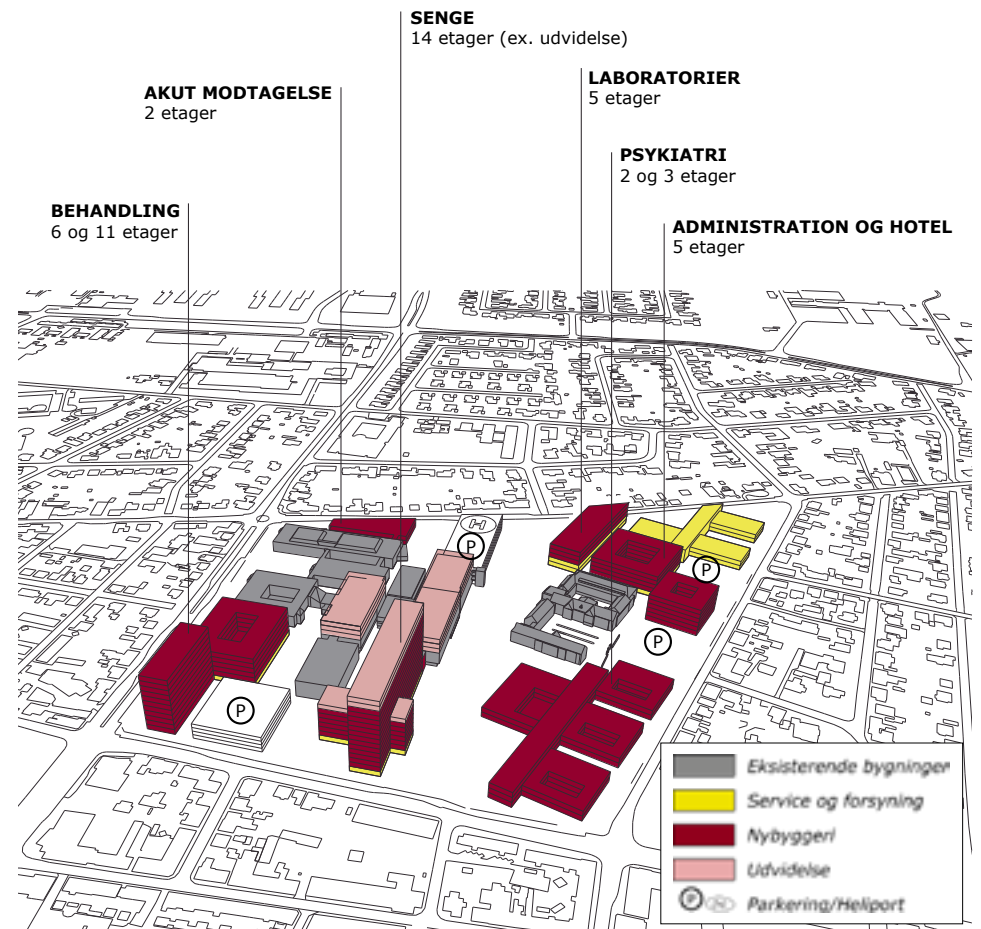 SENGE
14 etager (ex. udvidelse)
AKUT MODTAGELSE
2 etager
LABORATORIER
5 etager
PSYKIATRI
2 og 3 etager
BEHANDLING
6 og 11 etager
ADMINISTRATION OG HOTEL
5 etager
H
P
P
P
P
Eksisterende bygninger
Service og forsyning
Nybyggeri
Udvidelse
P H Parkering/Heliport